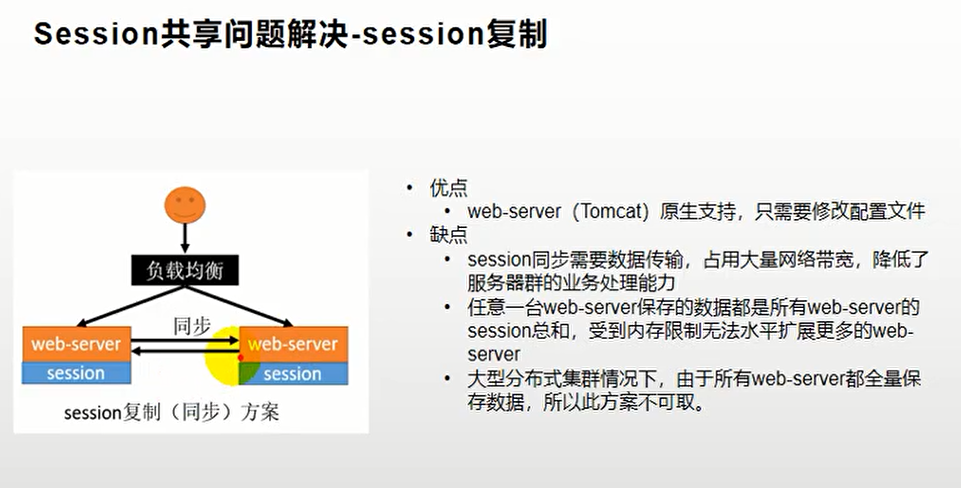 Session共享问题解决-session复制
负载均衡
同步
web-server
web-server
session
session
session复制（同步）方案
• 优点
• web-server（Tomcat）原生支持，只需要修改配置文件
• 缺点
• session同步需要数据传输，占用大量网络带宽，降低了
服务器群的业务处理能力
• 任意一台web-server保存的数据都是所有web-server的
session总和，受到内存限制无法水平扩展更多的web-
server
• 大型分布式集群情况下，由于所有web-server都全量保
存数据，所以此方案不可取。